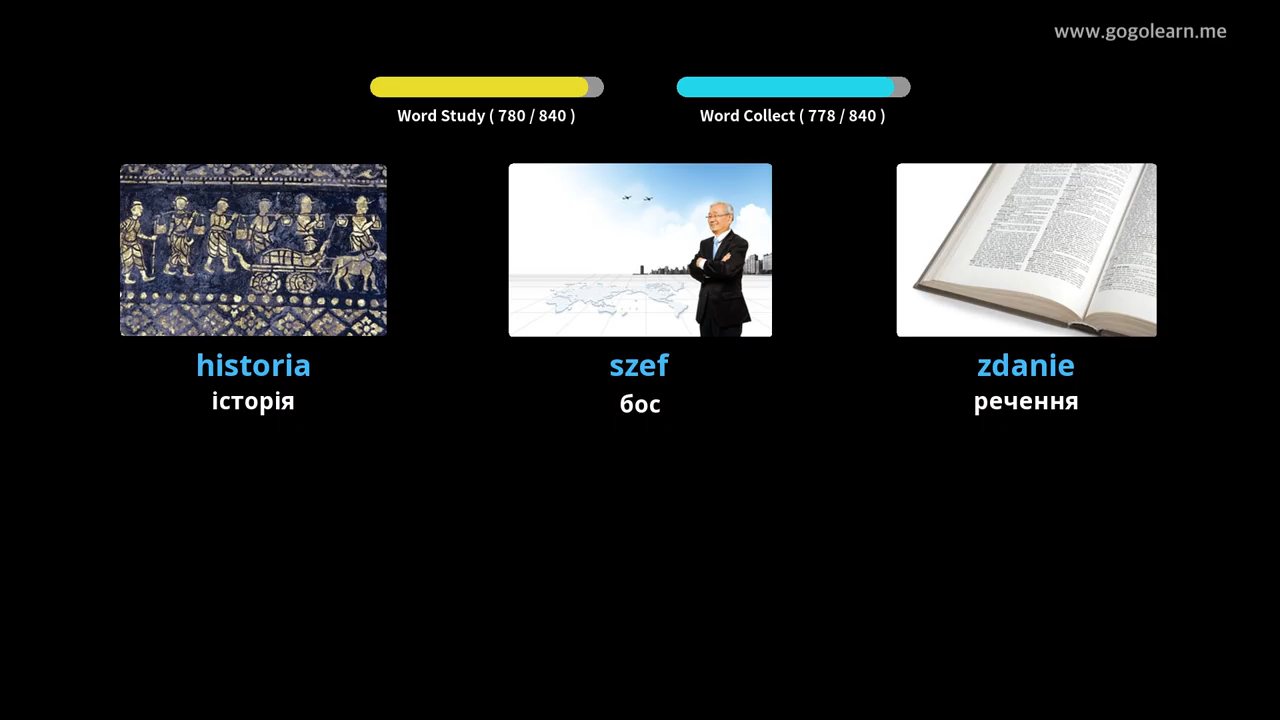 www.gogolearn.me
Word Study ( 780 / 840 )
Word Collect ( 778 / 840 )
historia
історія
szef
бос
zdanie
речення